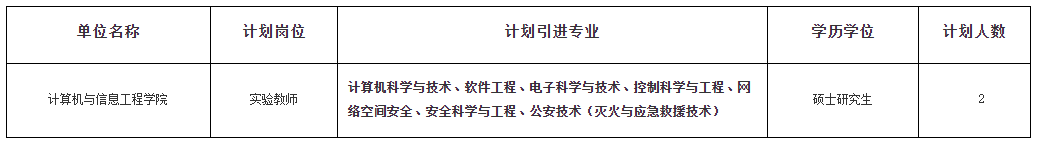 单位名称 计划岗位 计划引进专业 学历学位 计划人数
计算机与信息工程学院 实验教师 计算机科学与技术、软件工程、电子科学与技术、控制科学与工程、网 硕士研究生 2
络空间安全、安全科学与工程、公安技术（灭火与应急救援技术）